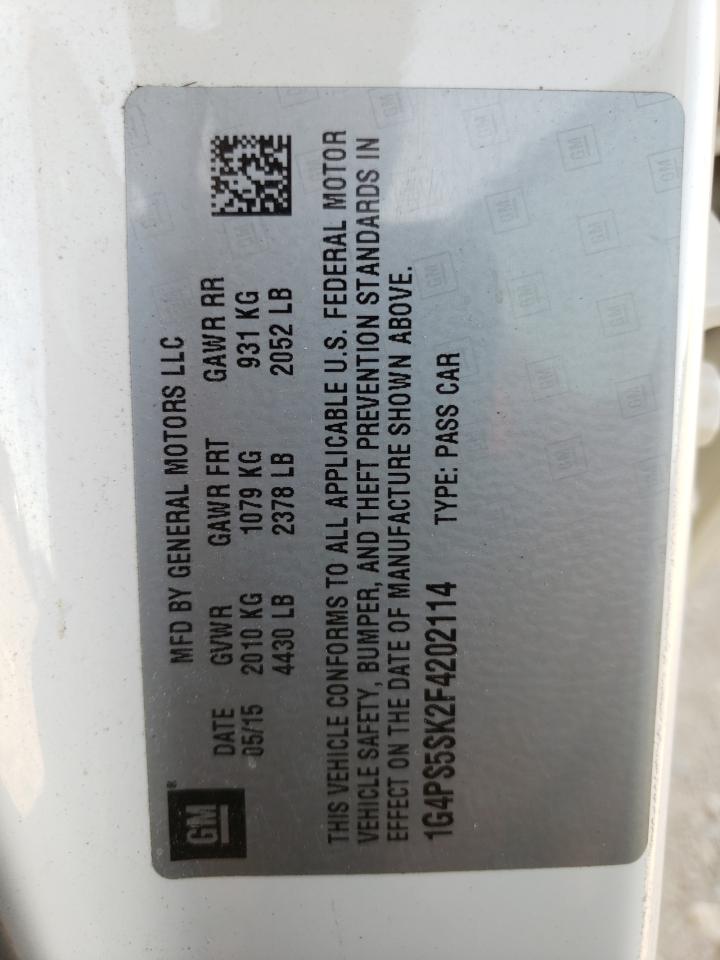 GM®
MFD BY GENERAL MOTORS LLC
DATE GVWR GAWR FRT GAWR RR
05/15 2010 KG 1079 KG 931 KG
4430 LB 2378 LB 2052 LB
THIS VEHICLE CONFORMS TO ALL APPLICABLE U.S. FEDERAL MOTOR
VEHICLE SAFETY, BUMPER, AND THEFT PREVENTION STANDARDS IN
EFFECT ON THE DATE OF MANUFACTURE SHOWN ABOVE.
1G4PS5SK2F4202114 TYPE: PASS CAR